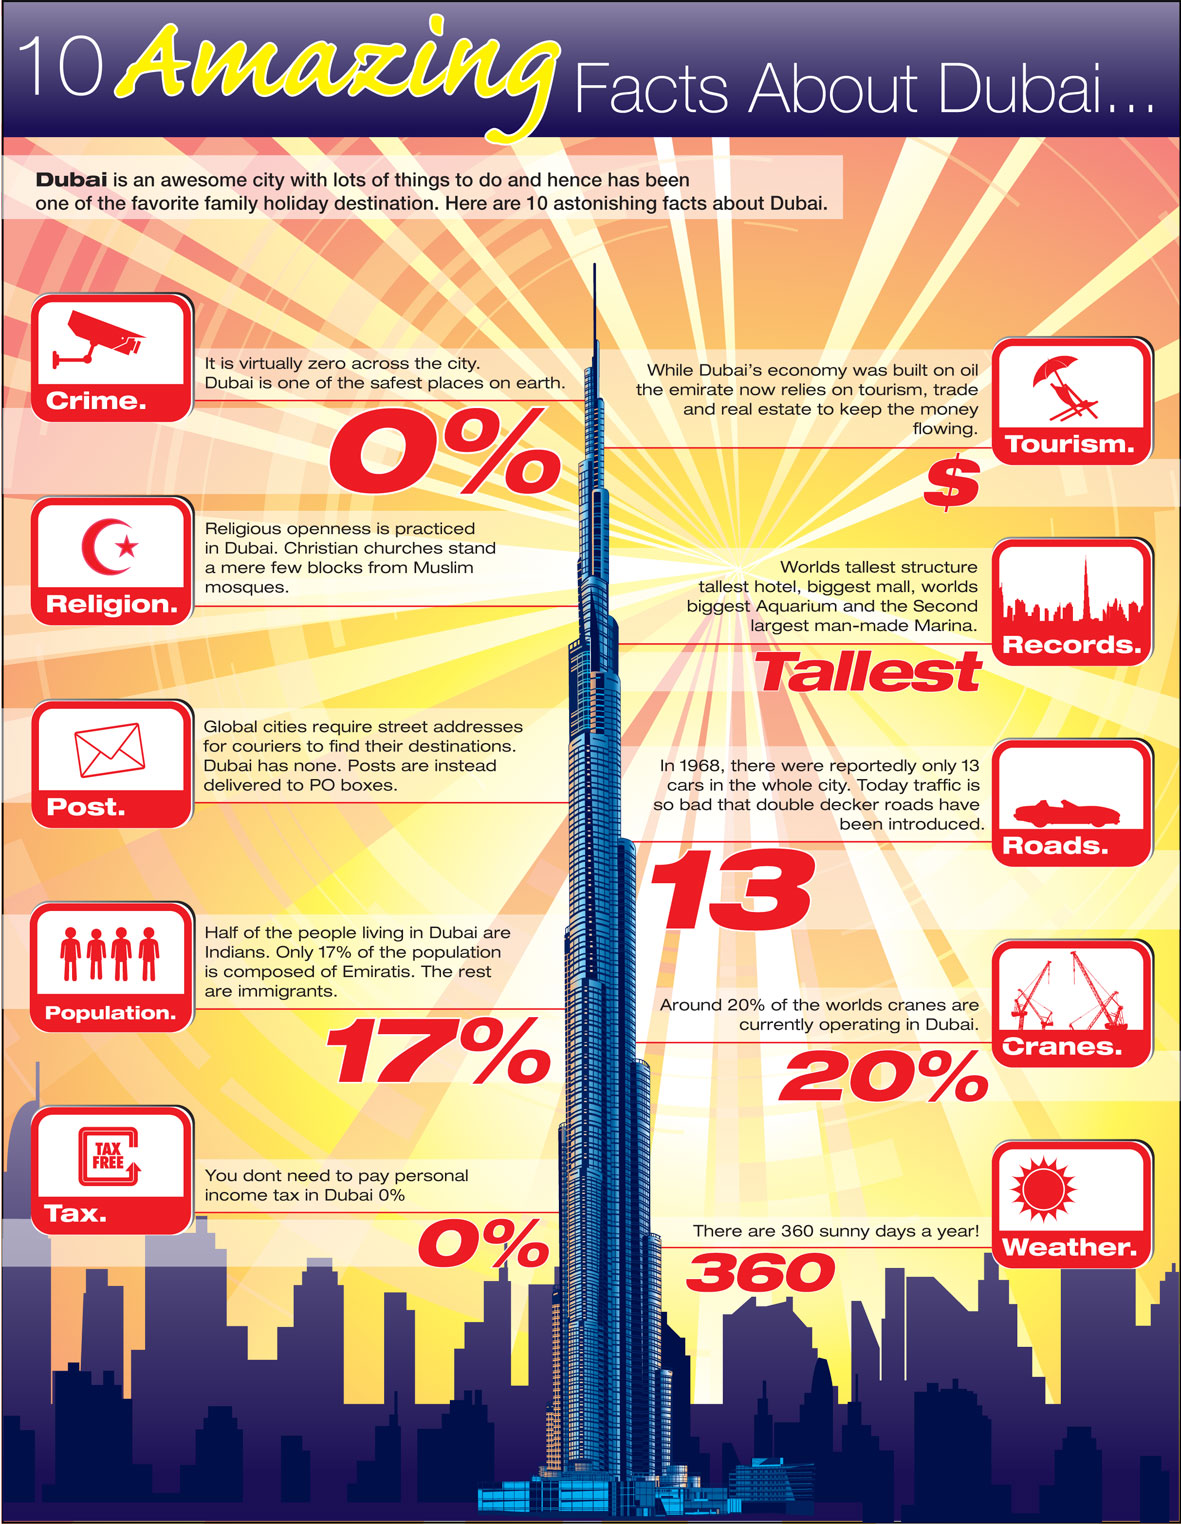 10 Amazing Facts About Dubai...
Dubai is an awesome city with lots of things to do and hence has been
one of the favorite family holiday destination. Here are 10 astonishing facts about Dubai.
Crime.
It is virtually zero across the city.
Dubai is one of the safest places on earth.
0%
Religion.
Religious openness is practiced
in Dubai. Christian churches stand
a mere few blocks from Muslim
mosques.
Post.
Global cities require street addresses
for couriers to find their destinations.
Dubai has none. Posts are instead
delivered to PO boxes.
Population.
Half of the people living in Dubai are
Indians. Only 17% of the population
is composed of Emiratis. The rest
are immigrants.
17%
TAX
FREE
Tax.
You dont need to pay personal
income tax in Dubai 0%
0%
While Dubai's economy was built on oil
the emirate now relies on tourism, trade
and real estate to keep the money
flowing.
Tourism.
$
Worlds tallest structure
tallest hotel, biggest mall, worlds
biggest Aquarium and the Second
largest man-made Marina.
Records.
Tallest
In 1968, there were reportedly only 13
cars in the whole city. Today traffic is
so bad that double decker roads have
been introduced.
Roads.
13
Around 20% of the worlds cranes are
currently operating in Dubai.
Cranes.
20%
There are 360 sunny days a year!
Weather.
360